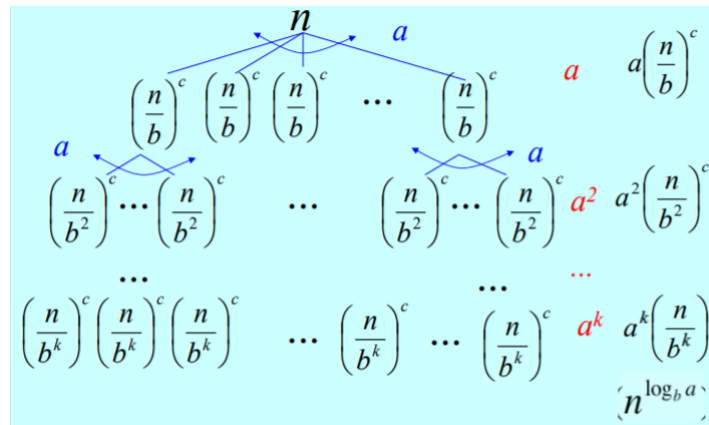 n
a
(n/b)^c (n/b)^c (n/b)^c ... (n/b)^c a a(n/b)^c
a a
(n/b^2)^c ... (n/b^2)^c ... (n/b^2)^c ... (n/b^2)^c a^2 a^2(n/b^2)^c
... ... ...
(n/b^k)^c (n/b^k)^c (n/b^k)^c ... (n/b^k)^c ... (n/b^k)^c a^k a^k(n/b^k)
n^{log_b a}